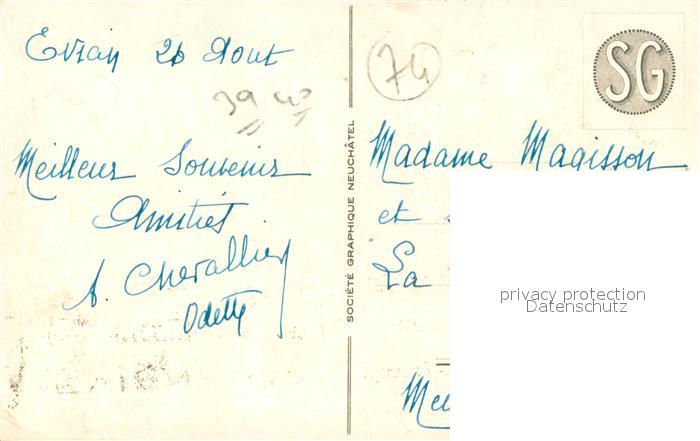 Evian 26 Aout
39 40
Meilleurs Souvenirs
Amitiés
A. Chevallier
Odette
SOCIÉTÉ GRAPHIQUE NEUCHÂTEL
74
SG
Madame Magisson
et
"La
privacy protection
Datenschutz